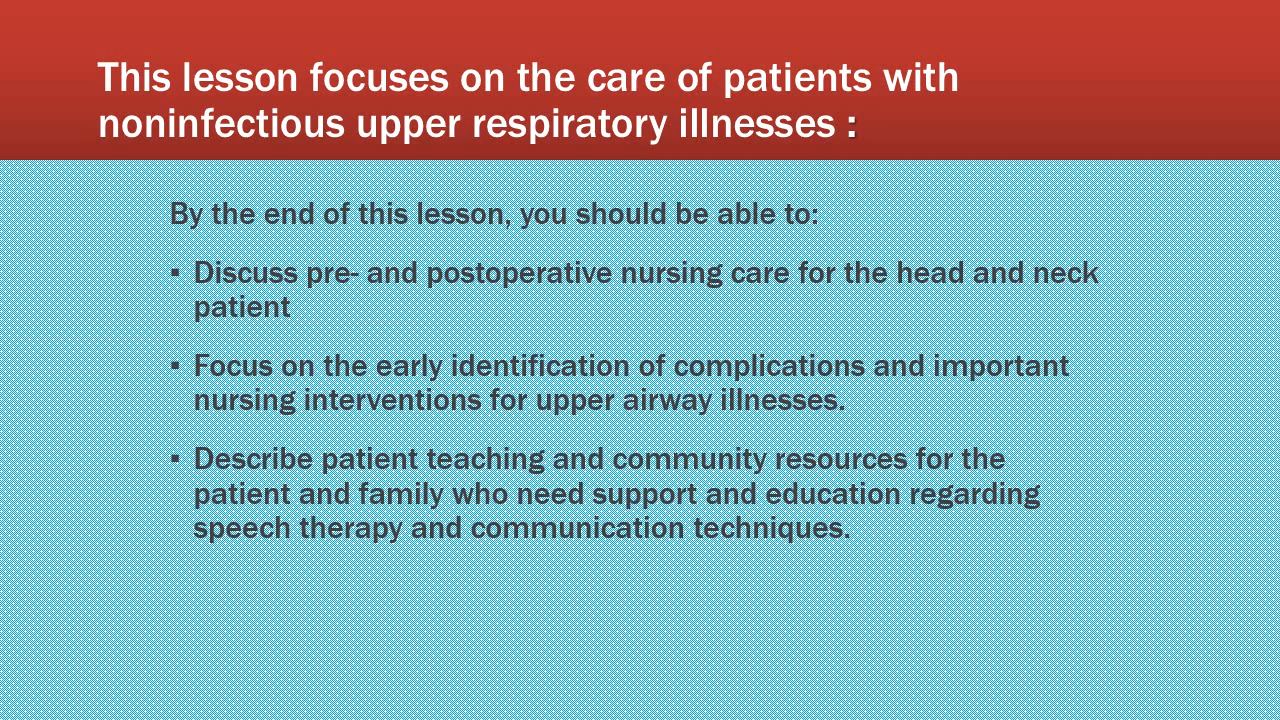 This lesson focuses on the care of patients with
noninfectious upper respiratory illnesses :
By the end of this lesson, you should be able to:
▪ Discuss pre- and postoperative nursing care for the head and neck
patient
▪ Focus on the early identification of complications and important
nursing interventions for upper airway illnesses.
▪ Describe patient teaching and community resources for the
patient and family who need support and education regarding
speech therapy and communication techniques.